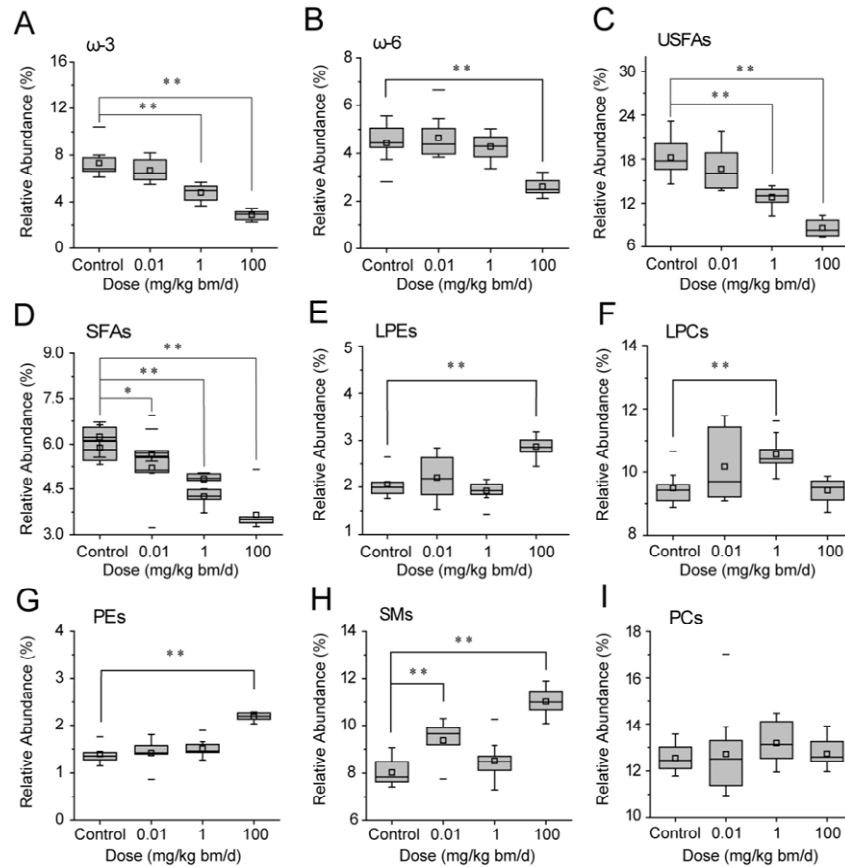 A ω-3
Relative Abundance (%)
16
12
8
4
0
** 
**
Control 0.01 1 100
Dose (mg/kg bm/d)
B ω-6
Relative Abundance (%)
8
6
4
2
0
**
Control 0.01 1 100
Dose (mg/kg bm/d)
C USFAs
Relative Abundance (%)
30
24
18
12
6
**
**
Control 0.01 1 100
Dose (mg/kg bm/d)
D SFAs
Relative Abundance (%)
9.0
7.5
6.0
4.5
3.0
**
**
*
Control 0.01 1 100
Dose (mg/kg bm/d)
E LPEs
Relative Abundance (%)
5
4
3
2
1
**
Control 0.01 1 100
Dose (mg/kg bm/d)
F LPCs
Relative Abundance (%)
14
12
10
8
**
Control 0.01 1 100
Dose (mg/kg bm/d)
G PEs
Relative Abundance (%)
4
3
2
1
0
**
Control 0.01 1 100
Dose (mg/kg bm/d)
H SMs
Relative Abundance (%)
14
12
10
8
6
**
**
Control 0.01 1 100
Dose (mg/kg bm/d)
I PCs
Relative Abundance (%)
18
16
14
12
10
Control 0.01 1 100
Dose (mg/kg bm/d)